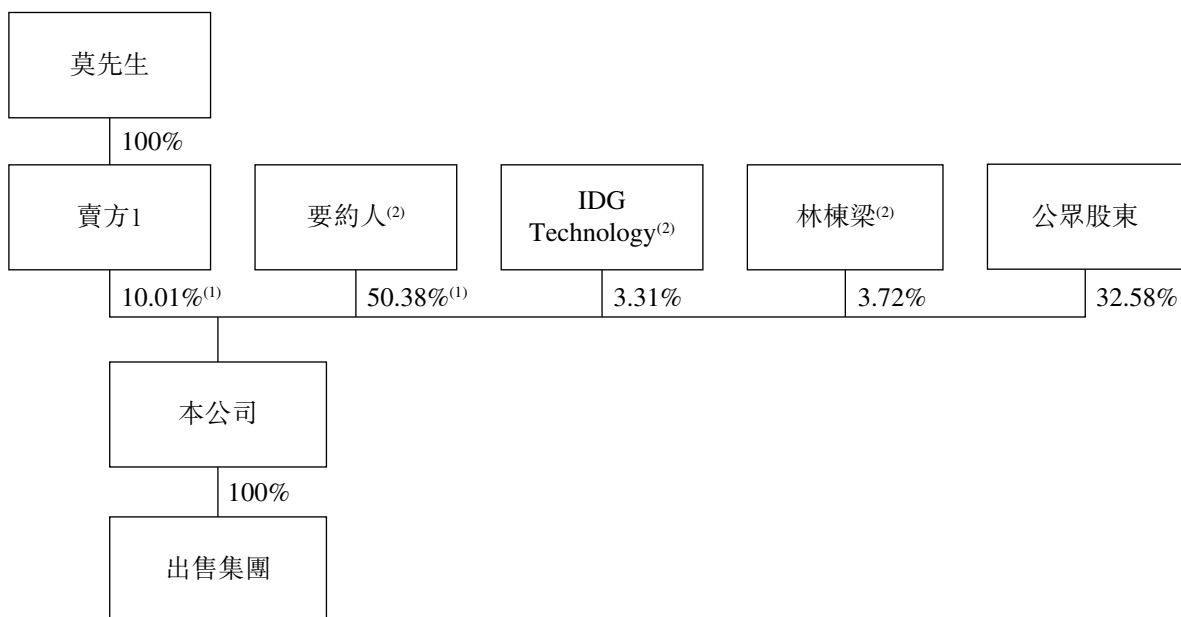 莫先生
100%
賣方1
要約人(2)
IDG
Technology(2)
林棟梁(2)
公眾股東
10.01%(1)
50.38%(1)
3.31%
3.72%
32.58%
本公司
100%
出售集團